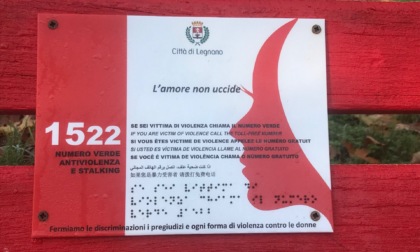 Città di Legnano
L'amore non uccide
1522
NUMERO VERDE
ANTIVIOLENZA
E STALKING
SE SEI VITTIMA DI VIOLENZA CHIAMA IL NUMERO VERDE
IF YOU ARE VICTIM OF VIOLENCE CALL THE TOLL-FREE NUMBER
SI VOUS ÊTES VICTIME DE VIOLENCE APPELEZ LE NUMÉRO GRATUIT
SI USTED ES VÍCTIMA DE VIOLENCIA LLAME AL NÚMERO GRATUITO
SE VOCÊ É VITIMA DE VIOLÊNCIA CHAMA O NÚMERO GRATUITO
Fermiamo le discriminazioni i pregiudizi e ogni forma di violenza contro le donne